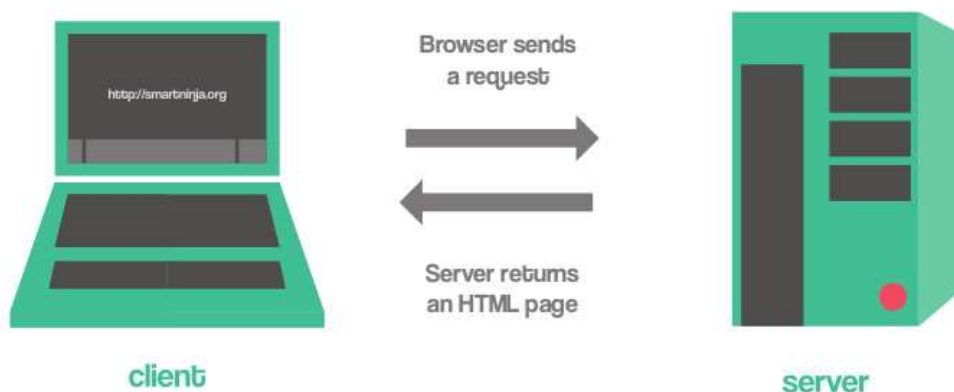 http://smartninja.org
Browser sends
a request
Server returns
an HTML page
client
server